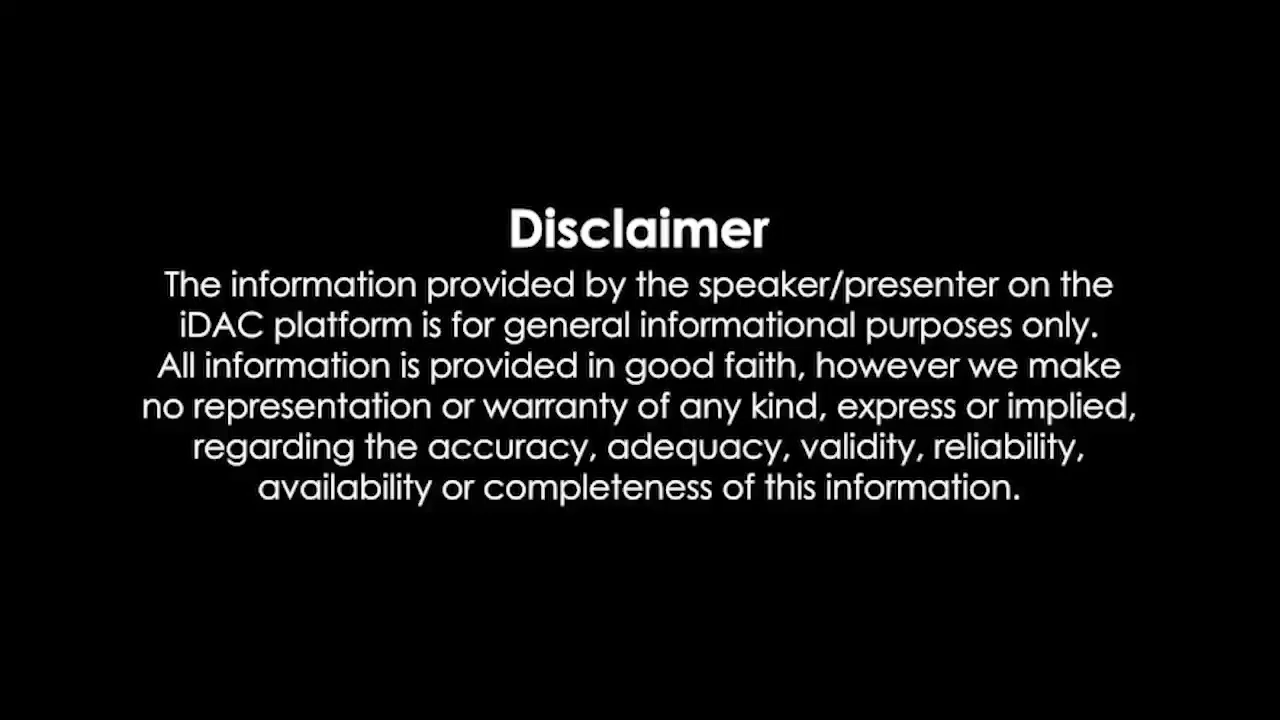 Disclaimer
The information provided by the speaker/presenter on the
iDAC platform is for general informational purposes only.
All information is provided in good faith, however we make
no representation or warranty of any kind, express or implied,
regarding the accuracy, adequacy, validity, reliability,
availability or completeness of this information.